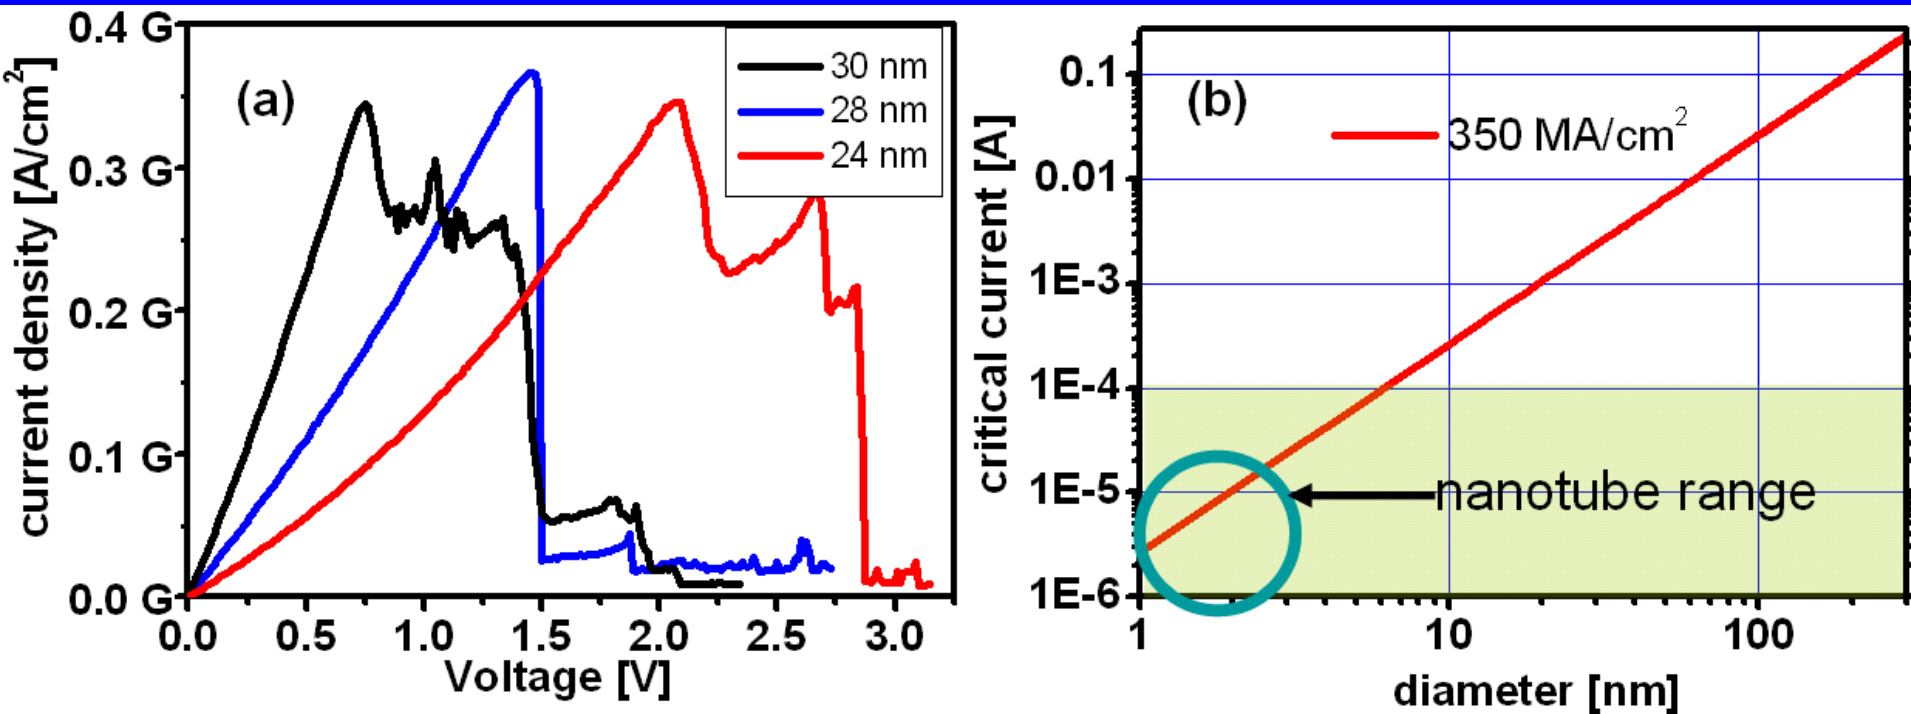 (a)
current density [A/cm²]
0.4 G
0.3 G
0.2 G
0.1 G
0.0 G
30 nm
28 nm
24 nm
0.0 0.5 1.0 1.5 2.0 2.5 3.0
Voltage [V]
(b)
critical current [A]
0.1
0.01
1E-3
1E-4
1E-5
1E-6
350 MA/cm²
nanotube range
1 10 100
diameter [nm]